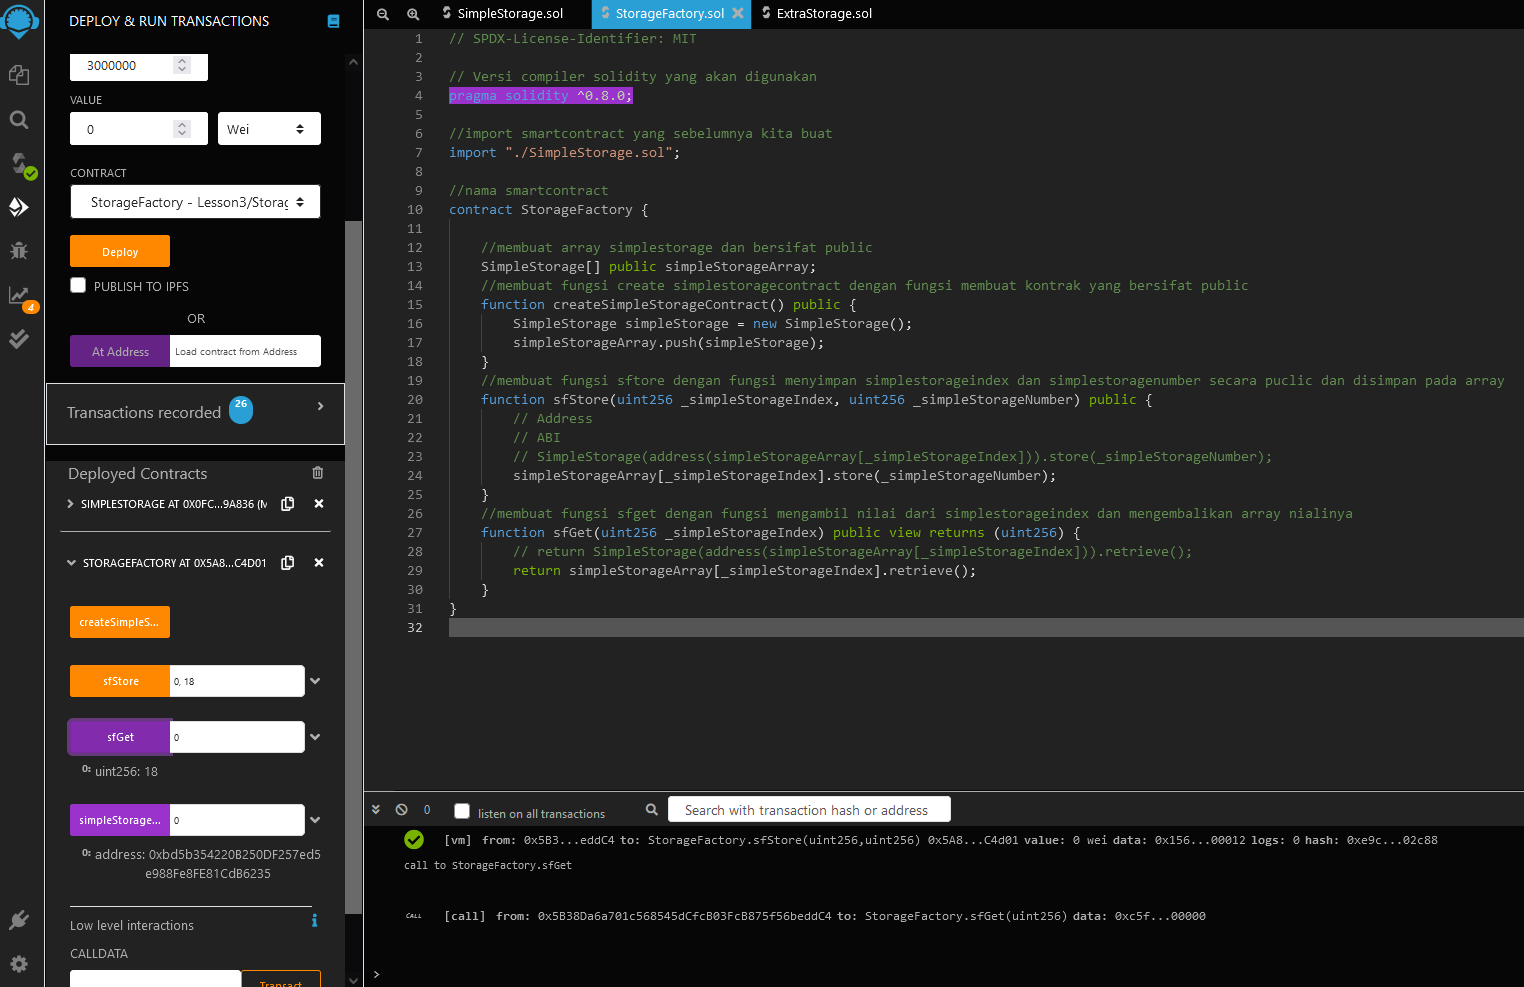 DEPLOY & RUN TRANSACTIONS
3000000
VALUE
0
Wei
CONTRACT
StorageFactory - Lesson3/Storag
Deploy
PUBLISH TO IPFS
OR
At Address
Load contract from Address
Transactions recorded 26
Deployed Contracts
SIMPLESTORAGE AT 0X0FC...9A836 (M
STORAGEFACTORY AT 0X5A8...C4D01
createSimpleS...
sfStore
0, 18
sfGet
0
0: uint256: 18
simpleStorage...
0
0: address: 0xbd5b354220B250DF257ed5
e988Fe8FE81CdB6235
Low level interactions
CALLDATA
Transact
4
SimpleStorage.sol
StorageFactory.sol
ExtraStorage.sol
1 // SPDX-License-Identifier: MIT
2
3 // Versi compiler solidity yang akan digunakan
4 pragma solidity ^0.8.0;
5
6 //import smartcontract yang sebelumnya kita buat
7 import "./SimpleStorage.sol";
8
9 //nama smartcontract
10 contract StorageFactory {
11
12 //membuat array simplestorage dan bersifat public
13 SimpleStorage[] public simpleStorageArray;
14 //membuat fungsi create simplestoragecontract dengan fungsi membuat kontrak yang bersifat public
15 function createSimpleStorageContract() public {
16 SimpleStorage simpleStorage = new SimpleStorage();
17 simpleStorageArray.push(simpleStorage);
18 }
19 //membuat fungsi sftore dengan fungsi menyimpan simplestorageindex dan simplestoragenumber secara puclic dan disimpan pada array
20 function sfStore(uint256 _simpleStorageIndex, uint256 _simpleStorageNumber) public {
21 // Address
22 // ABI
23 // SimpleStorage(address(simpleStorageArray[_simpleStorageIndex])).store(_simpleStorageNumber);
24 simpleStorageArray[_simpleStorageIndex].store(_simpleStorageNumber);
25 }
26 //membuat fungsi sfget dengan fungsi mengambil nilai dari simplestorageindex dan mengembalikan array nialinya
27 function sfGet(uint256 _simpleStorageIndex) public view returns (uint256) {
28 // return SimpleStorage(address(simpleStorageArray[_simpleStorageIndex])).retrieve();
29 return simpleStorageArray[_simpleStorageIndex].retrieve();
30 }
31 }
32
0
listen on all transactions
Search with transaction hash or address
[vm] from: 0x5B3...eddC4 to: StorageFactory.sfStore(uint256,uint256) 0x5A8...C4d01 value: 0 wei data: 0x156...00012 logs: 0 hash: 0xe9c...02c88
call to StorageFactory.sfGet
CALL [call] from: 0x5B38Da6a701c568545dCfcB03FcB875f56beddC4 to: StorageFactory.sfGet(uint256) data: 0xc5f...00000
>